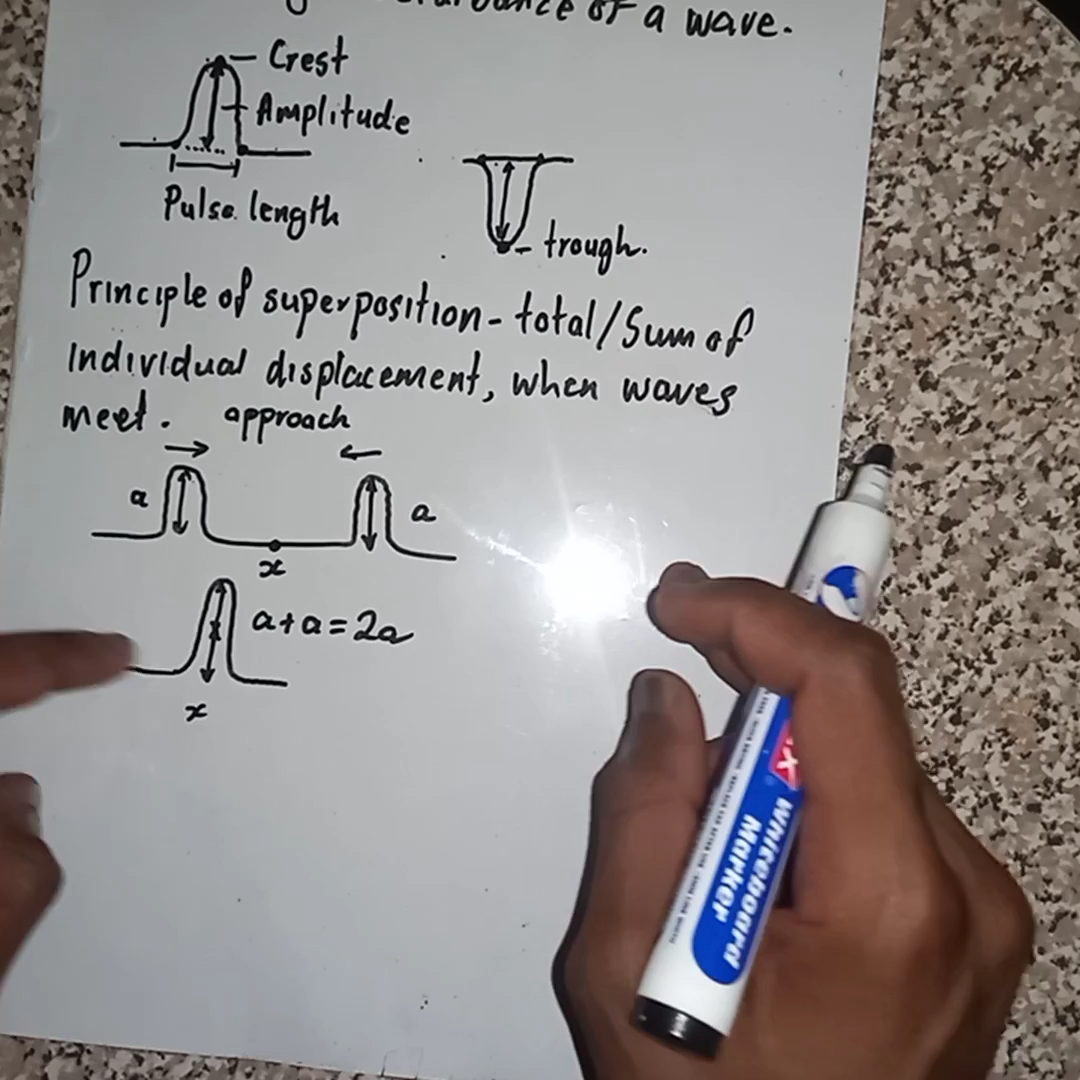 of a wave.
Crest
Amplitude
Pulse length
trough.
Principle of superposition - total/Sum of
individual displacement, when waves
meet. approach
a
a
x
a+a=2a
x
Whiteboard
Marker